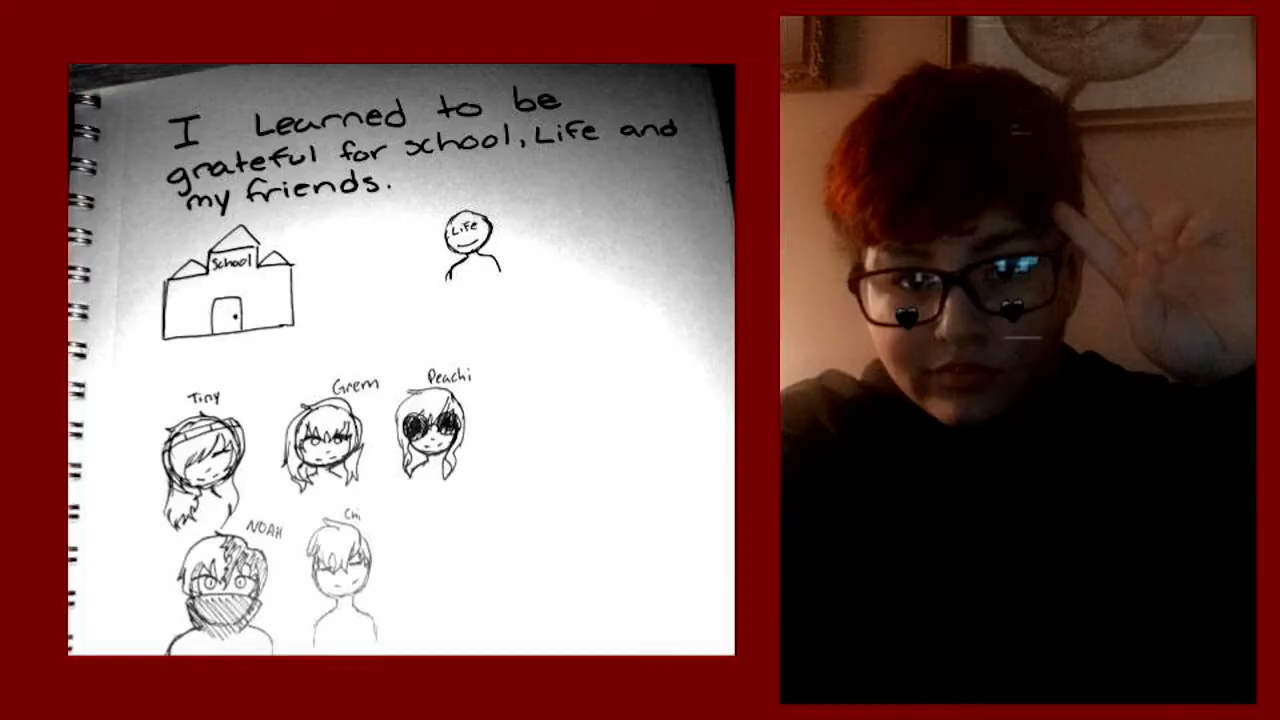 I Learned to be
grateful for school, Life and
my friends.
School
Life
Tiny
Grem
Peachi
NOAH
Chi